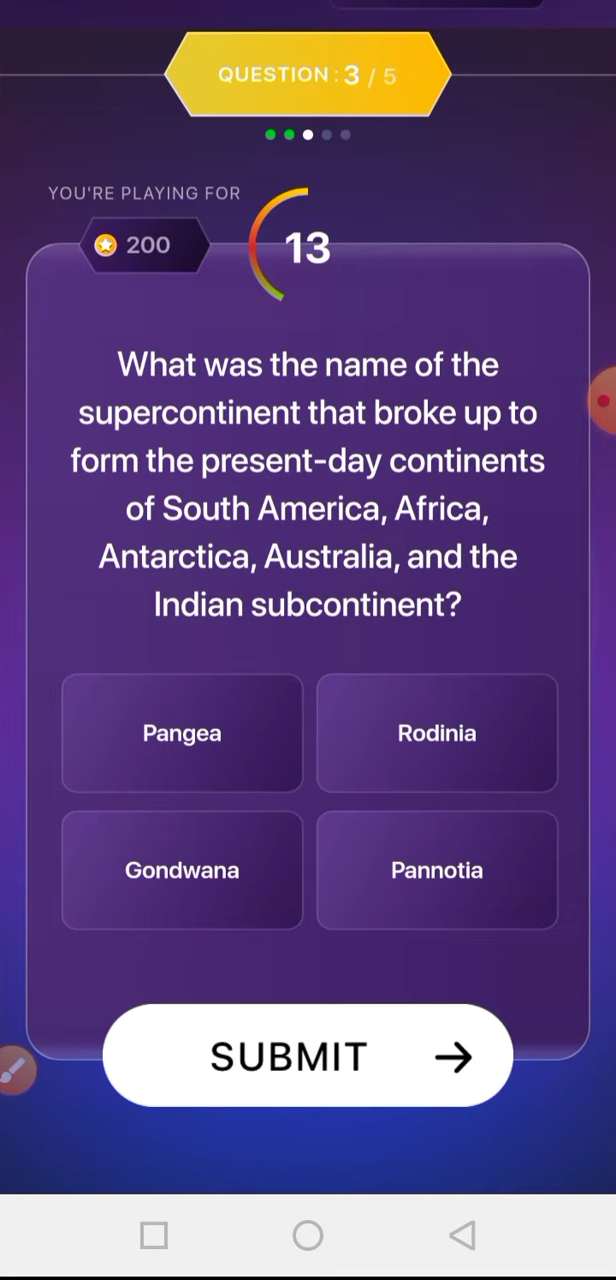 QUESTION : 3 / 5
YOU'RE PLAYING FOR
200
13
What was the name of the
supercontinent that broke up to
form the present-day continents
of South America, Africa,
Antarctica, Australia, and the
Indian subcontinent?
Pangea
Rodinia
Gondwana
Pannotia
SUBMIT